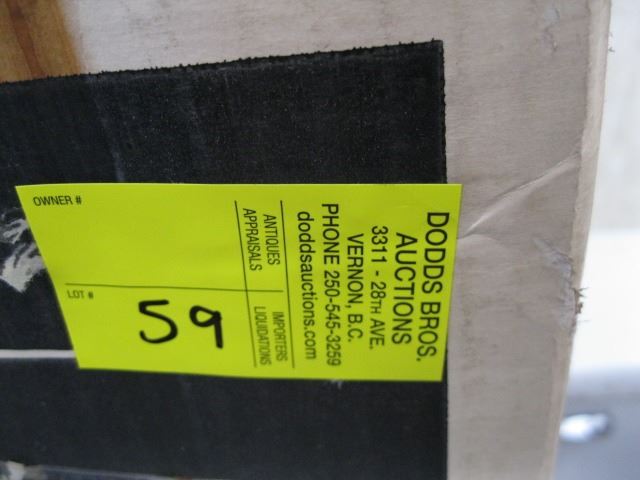 DODDS BROS.
AUCTIONS
3311 - 28TH AVE.
VERNON, B.C.
PHONE 250-545-3259
doddsauctions.com
ANTIQUES
APPRAISALS
IMPORTERS
LIQUIDATIONS
OWNER #
LOT #
59